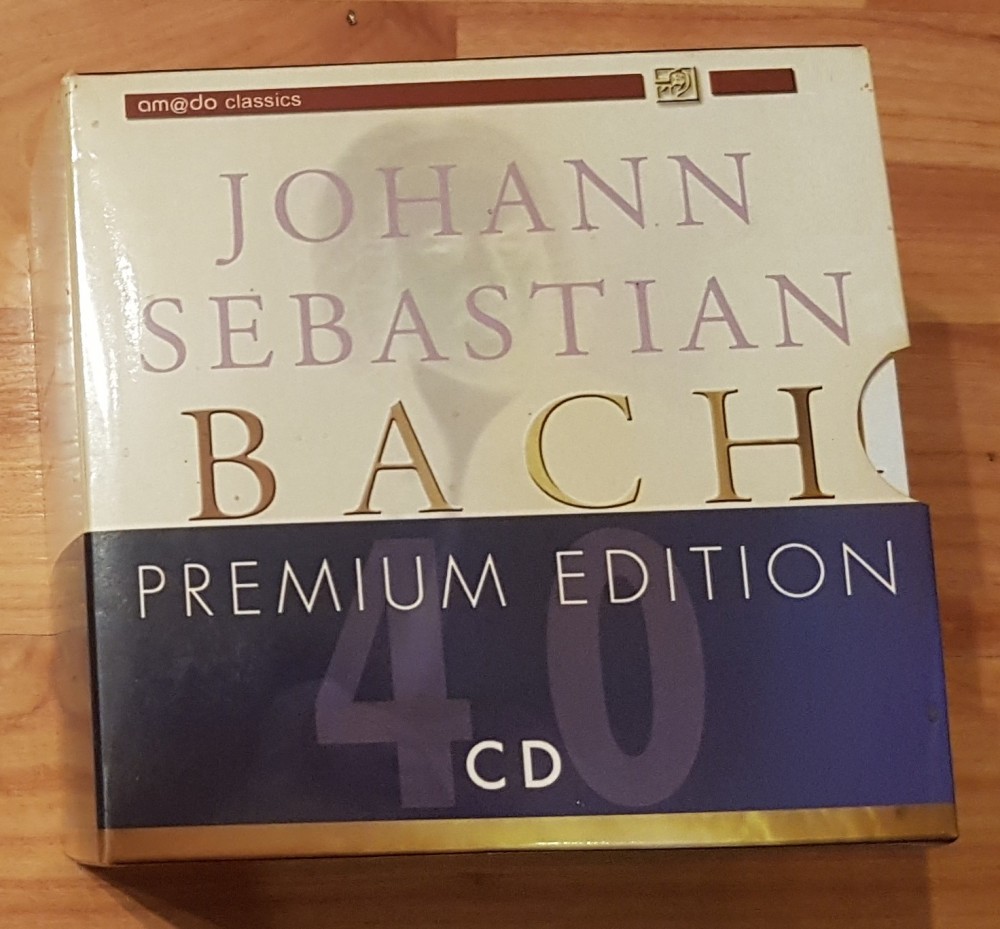 am@do classics
JOHANN
SEBASTIAN
BACH
PREMIUM EDITION
40
CD